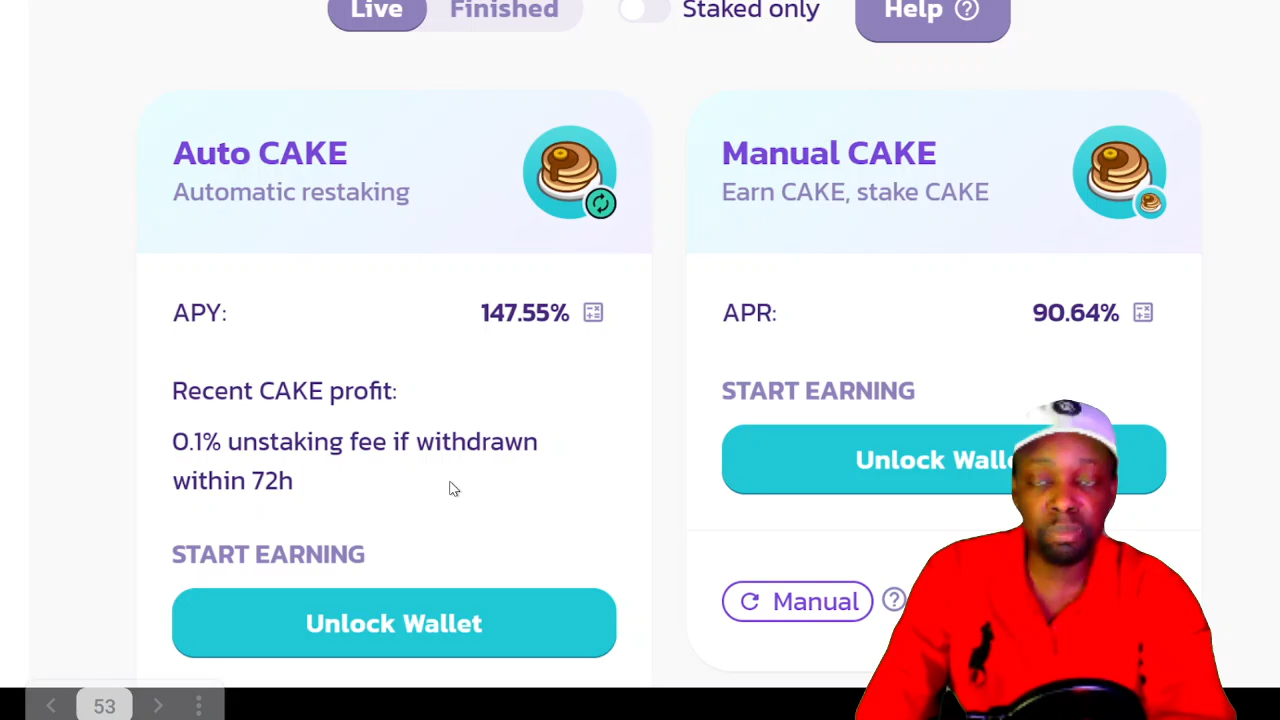 Live Finished Staked only Help ?
Auto CAKE
Automatic restaking
APY: 147.55%
Recent CAKE profit:
0.1% unstaking fee if withdrawn
within 72h
START EARNING
Unlock Wallet
Manual CAKE
Earn CAKE, stake CAKE
APR: 90.64%
START EARNING
Unlock
Manual ?
53